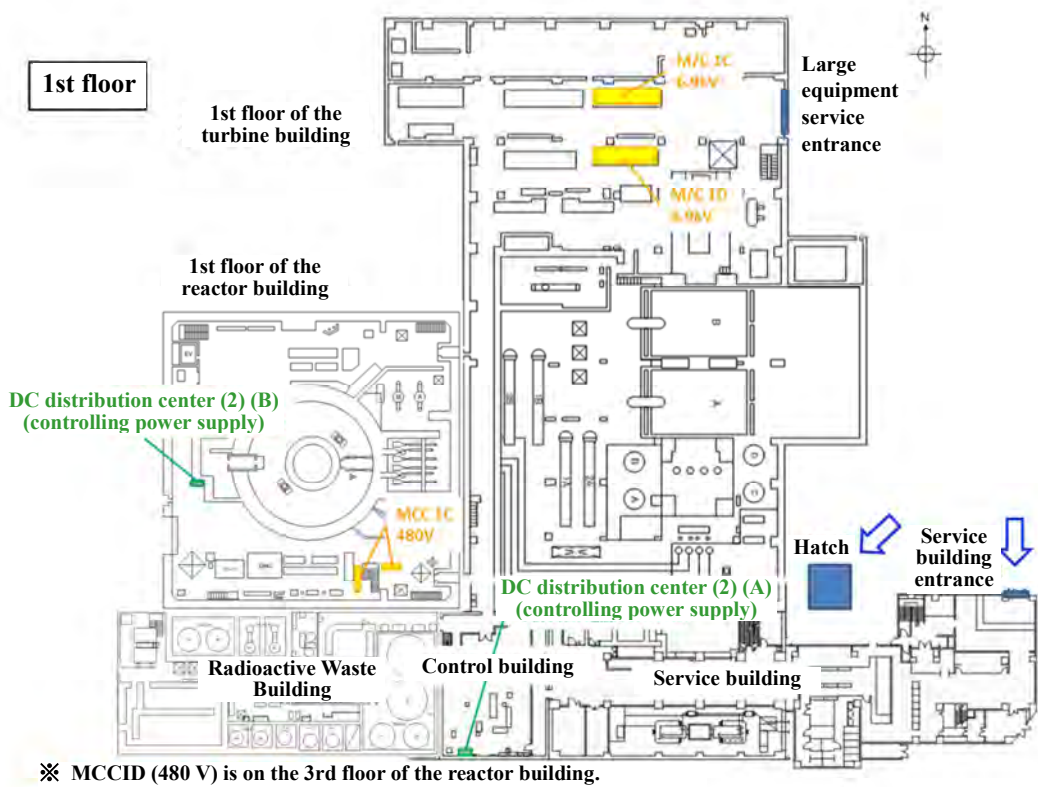 1st floor
N
M/C 1C
6.9kV
Large
equipment
service
entrance
1st floor of the
turbine building
M/C 1D
6.9kV
1st floor of the
reactor building
DC distribution center (2) (B)
(controlling power supply)
MCC 1C
480V
Hatch
Service
building
entrance
DC distribution center (2) (A)
(controlling power supply)
Radioactive Waste
Building
Control building
Service building
※ MCCID (480 V) is on the 3rd floor of the reactor building.